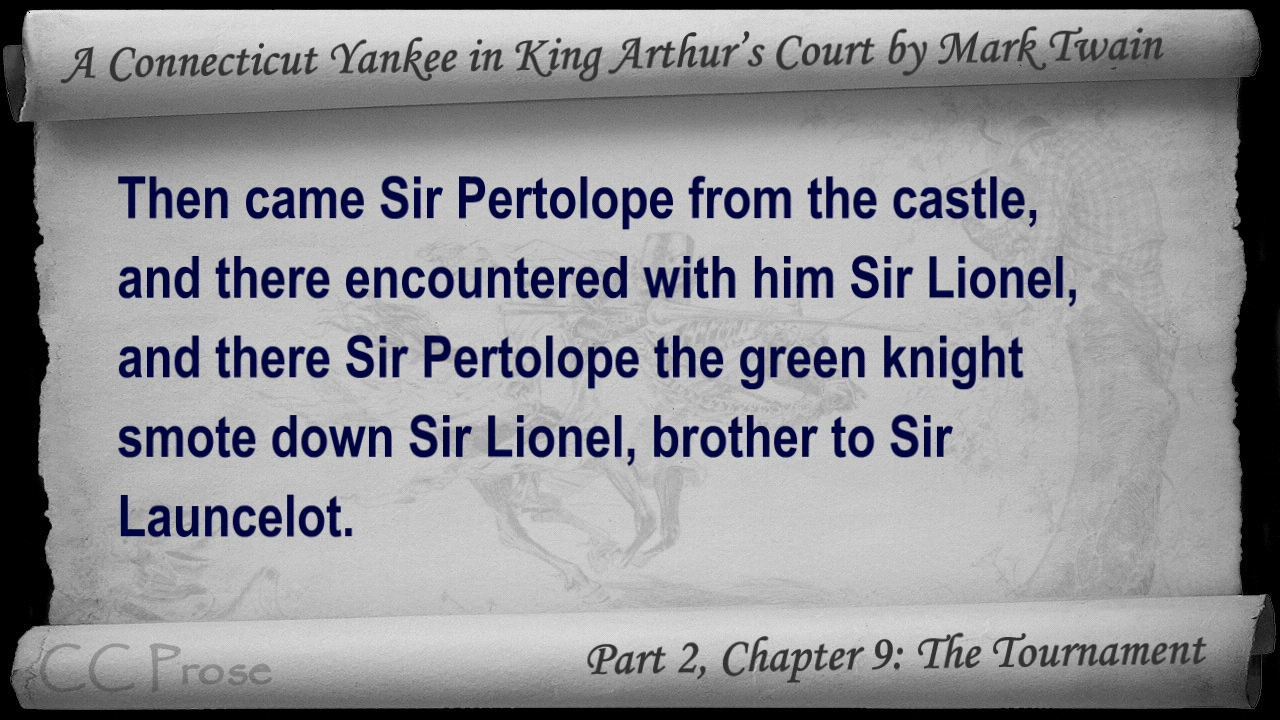 A Connecticut Yankee in King Arthur's Court by Mark Twain
Then came Sir Pertolope from the castle,
and there encountered with him Sir Lionel,
and there Sir Pertolope the green knight
smote down Sir Lionel, brother to Sir
Launcelot.
CC Prose
Part 2, Chapter 9: The Tournament